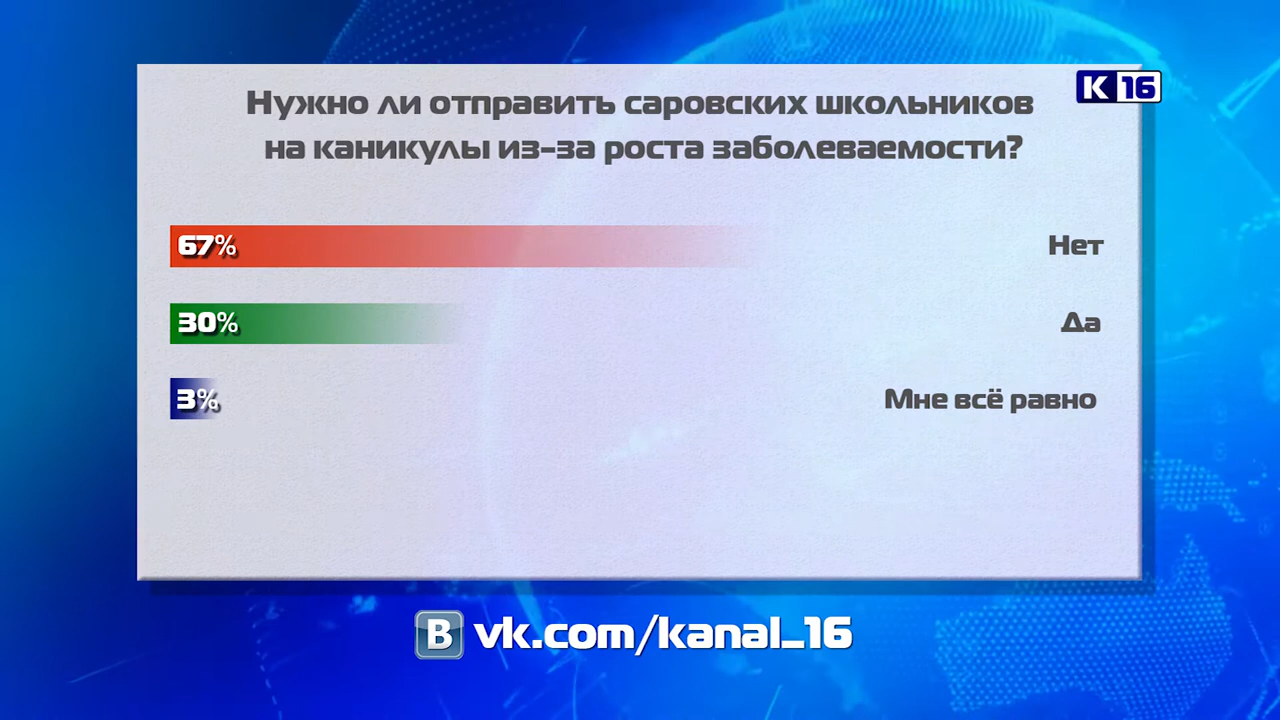 К 16
Нужно ли отправить саровских школьников
на каникулы из-за роста заболеваемости?
67% Нет
30% Да
3% Мне всё равно
В vk.com/kanal_16